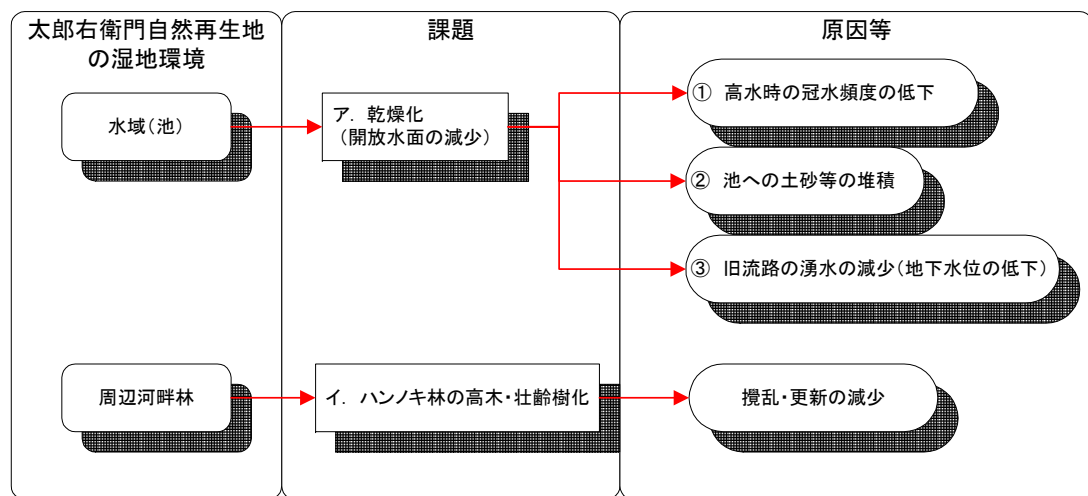 太郎右衛門自然再生地
の湿地環境
課題
原因等
水域(池)
ア. 乾燥化
(開放水面の減少)
① 高水時の冠水頻度の低下
② 池への土砂等の堆積
③ 旧流路の湧水の減少(地下水位の低下)
周辺河畔林
イ. ハンノキ林の高木・壮齢樹化
攪乱・更新の減少